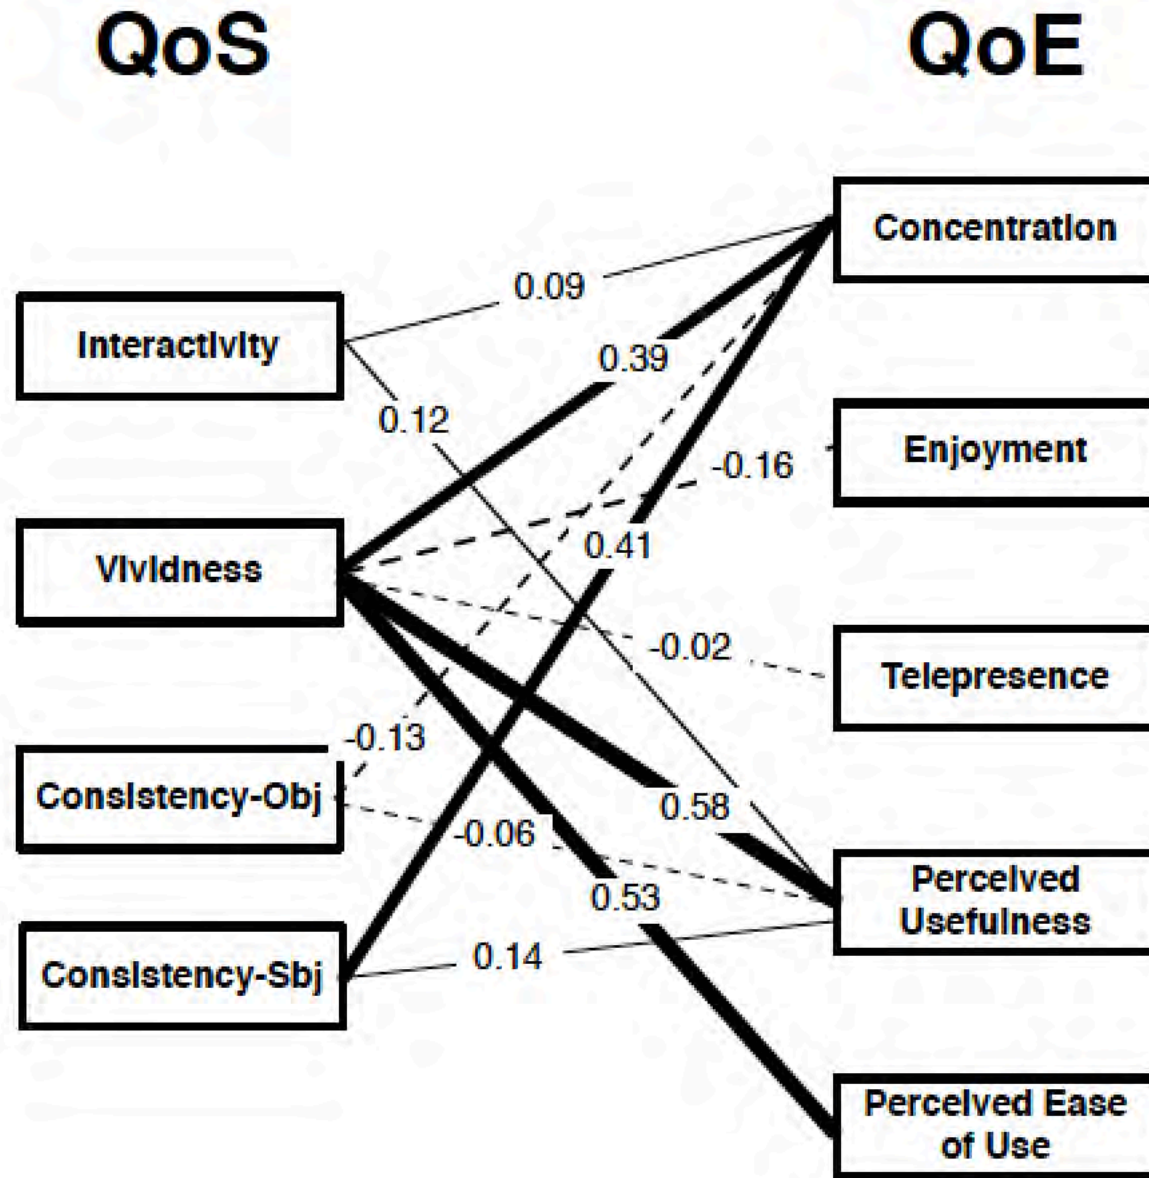 QoS
QoE
Concentration
0.09
Interactivity
0.39
0.12
Enjoyment
-0.16
0.41
Vividness
-0.02
Telepresence
-0.13
Consistency-Obj
0.58
-0.06
Perceived
Usefulness
0.53
0.14
Consistency-Sbj
Perceived Ease
of Use